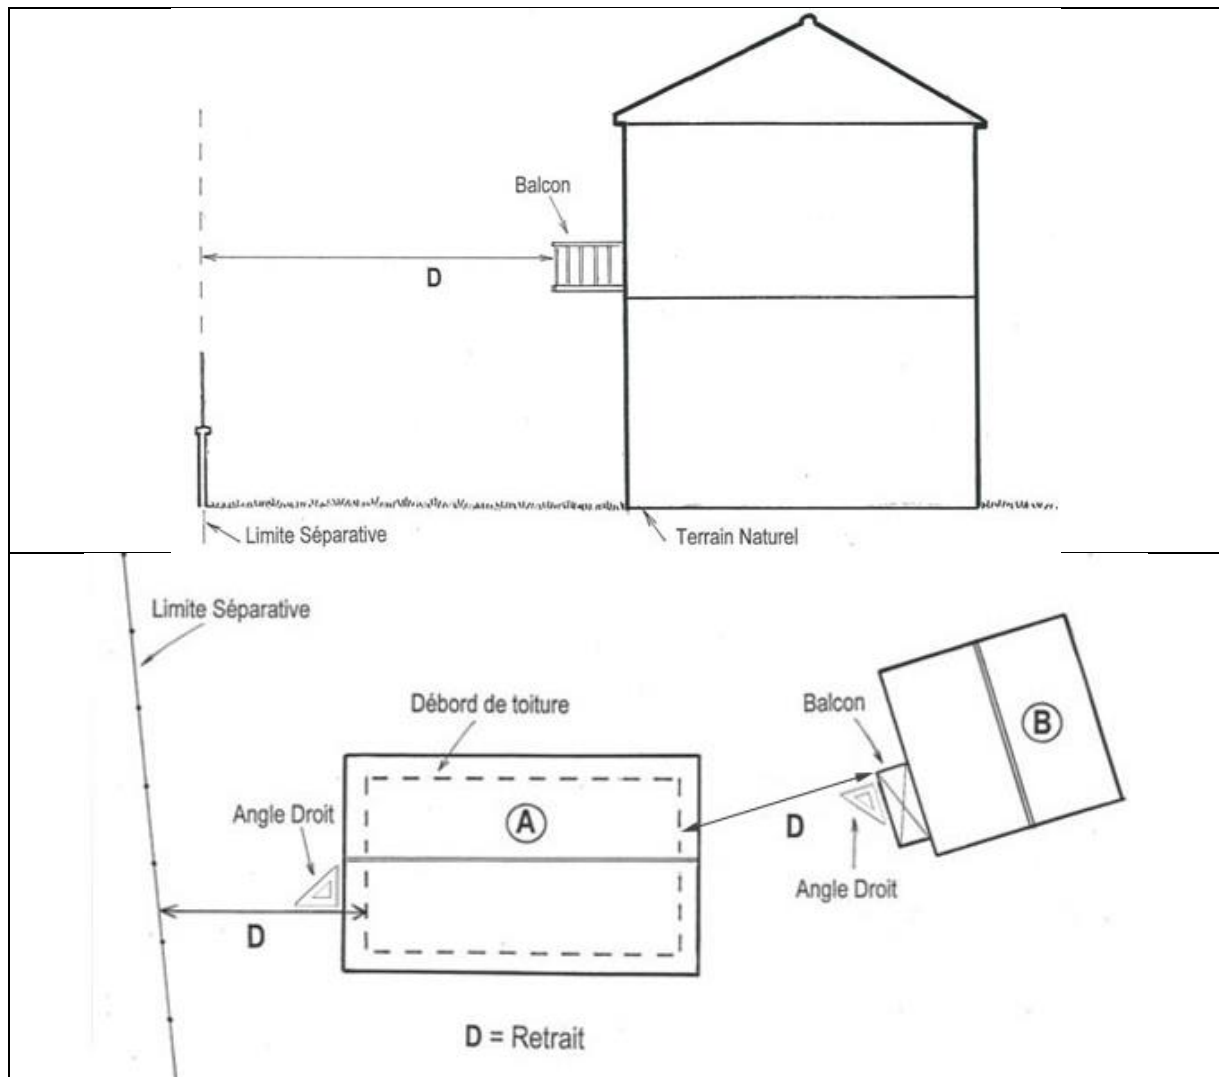 Balcon
D
Limite Séparative
Terrain Naturel
Limite Séparative
Débord de toiture
Balcon
B
Angle Droit
A
D
Angle Droit
D
D = Retrait